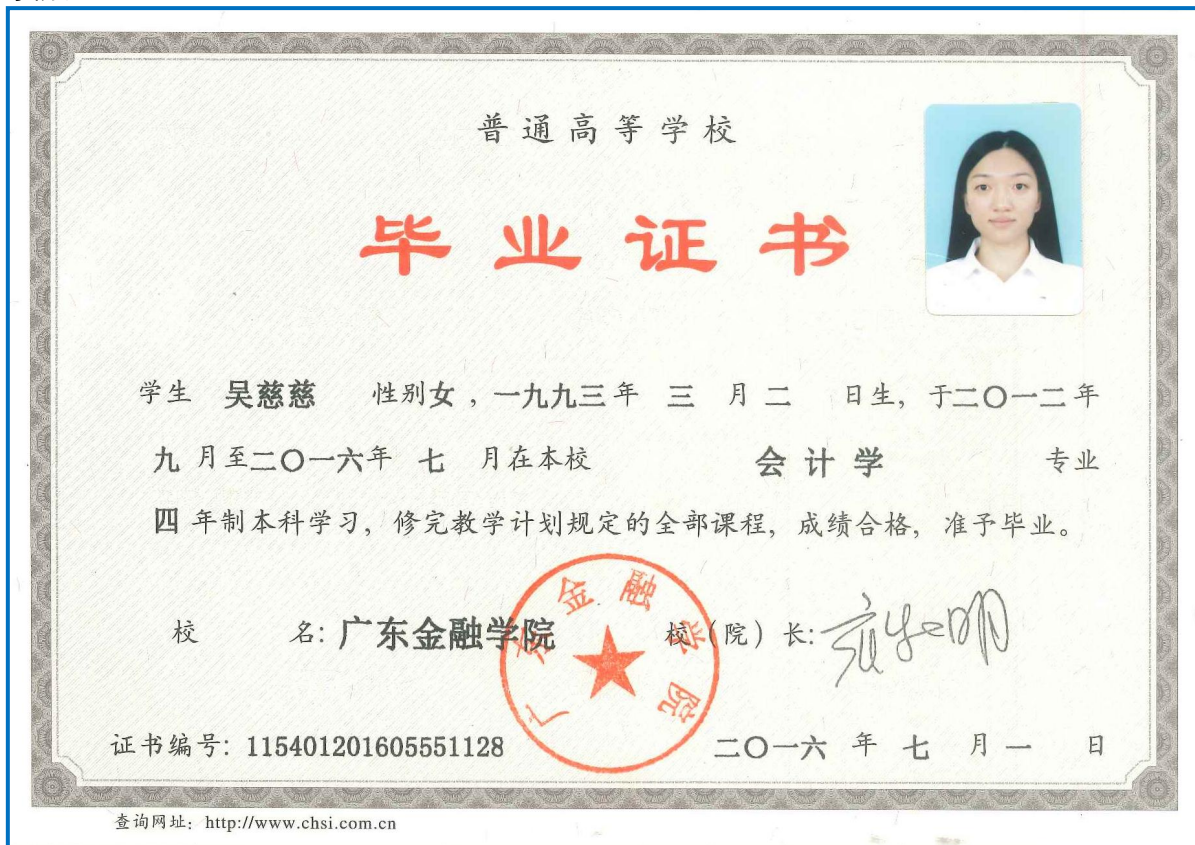 普通高等学校
毕业证书
学生 吴慈慈 性别女，一九九三年 三 月 二 日生，于二〇一二年
九 月至二〇一六年 七 月在本校 会计学 专业
四 年制本科学习，修完教学计划规定的全部课程，成绩合格，准予毕业。
校 名：广东金融学院 校（院）长：
广东金融学院
证书编号：115401201605551128 二〇一六 年 七 月 一 日
查询网址：http://www.chsi.com.cn